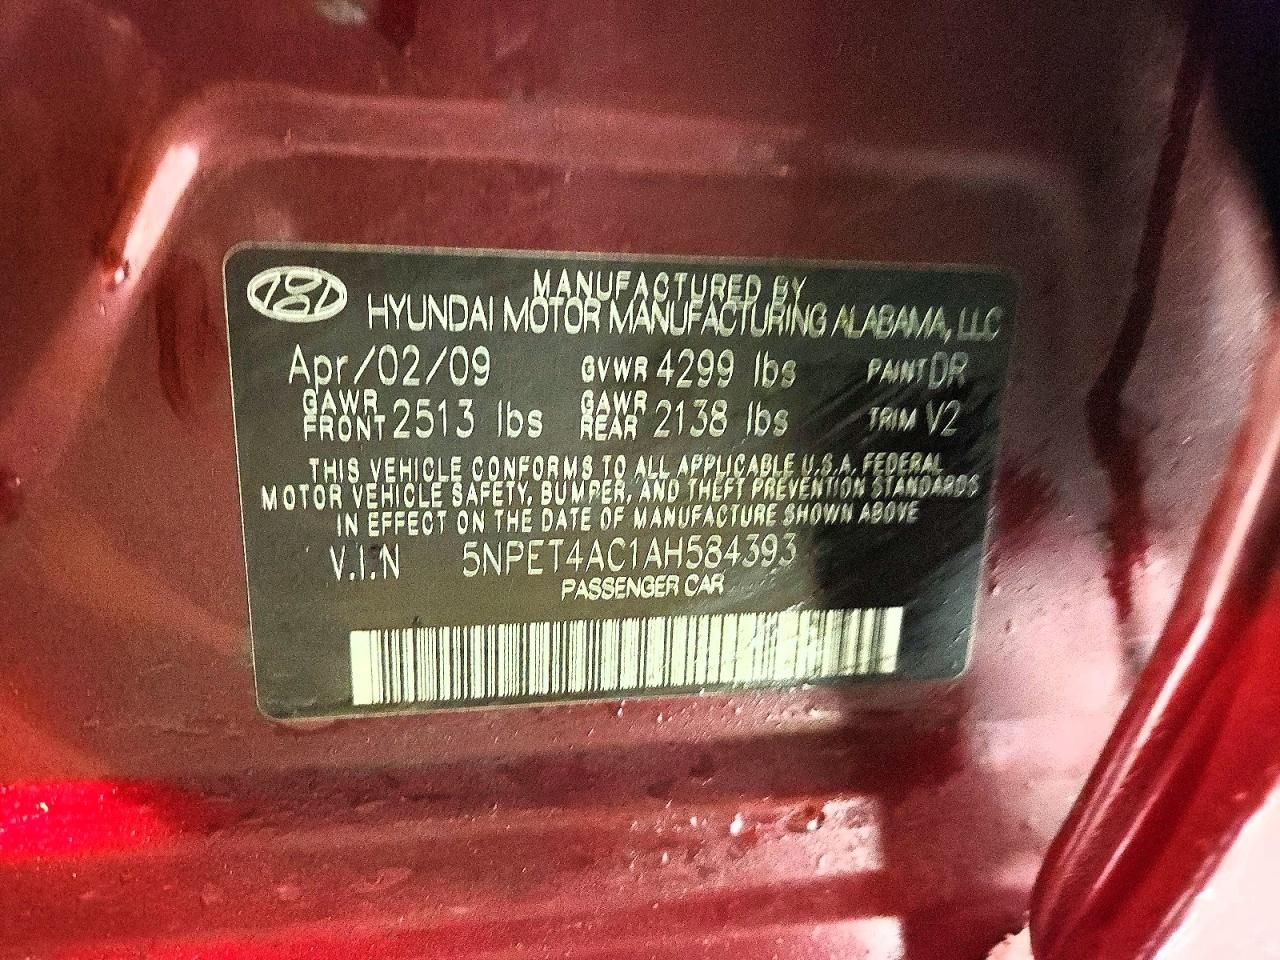 MANUFACTURED BY
HYUNDAI MOTOR MANUFACTURING ALABAMA, LLC
Apr/02/09 GVWR 4299 lbs PAINT DR
GAWR FRONT 2513 lbs GAWR REAR 2138 lbs TRIM V2
THIS VEHICLE CONFORMS TO ALL APPLICABLE U.S.A. FEDERAL
MOTOR VEHICLE SAFETY, BUMPER, AND THEFT PREVENTION STANDARDS
IN EFFECT ON THE DATE OF MANUFACTURE SHOWN ABOVE
V.I.N 5NPET4AC1AH584393
PASSENGER CAR